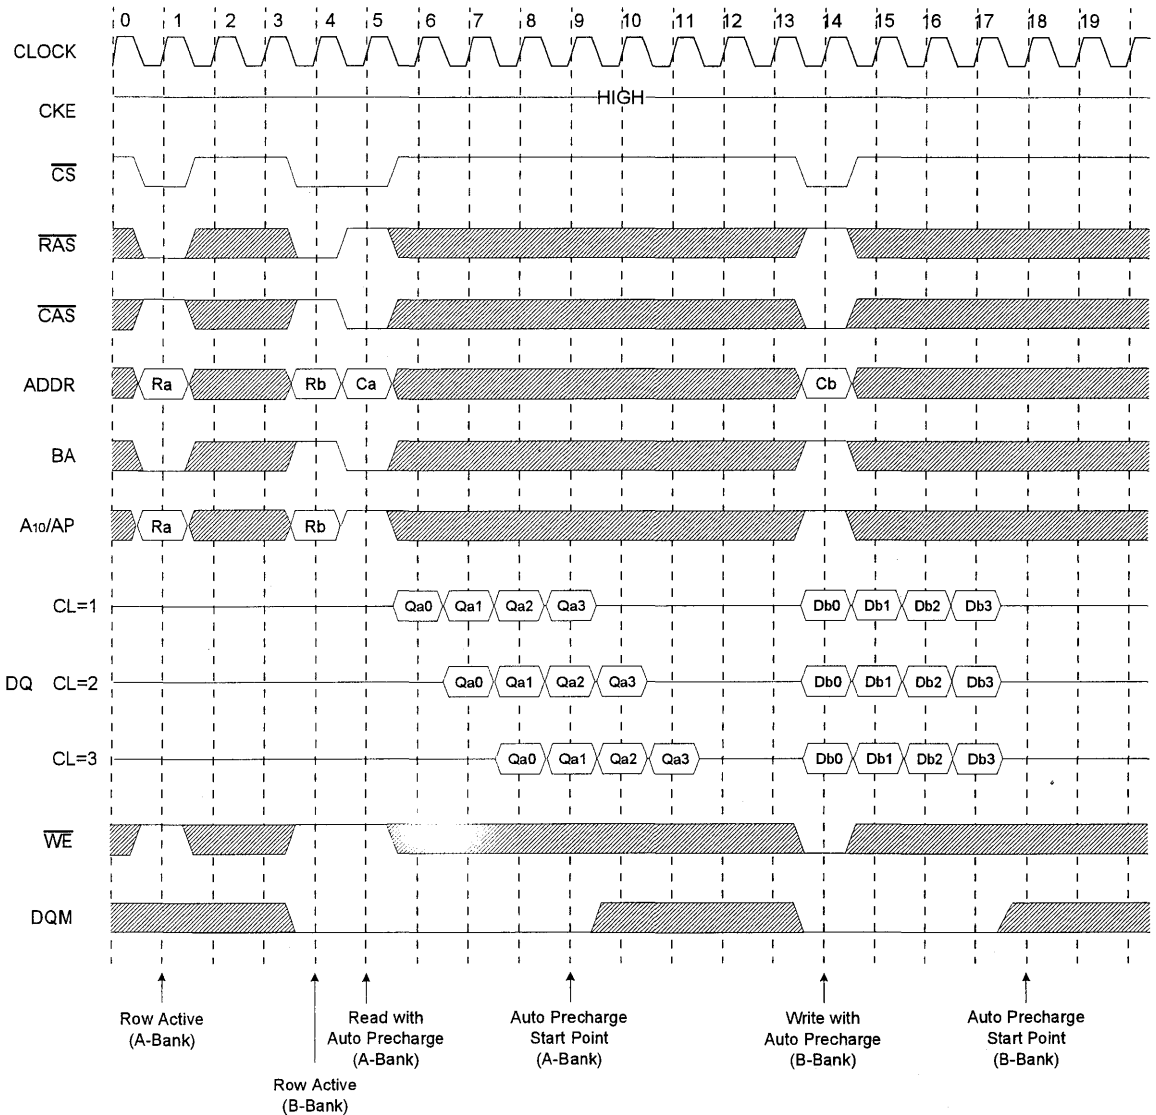 0 1 2 3 4 5 6 7 8 9 10 11 12 13 14 15 16 17 18 19
CLOCK
HIGH
CKE
CS
RAS
CAS
ADDR Ra Rb Ca Cb
BA
A10/AP Ra Rb
CL=1 Qa0 Qa1 Qa2 Qa3 Db0 Db1 Db2 Db3
DQ CL=2 Qa0 Qa1 Qa2 Qa3 Db0 Db1 Db2 Db3
CL=3 Qa0 Qa1 Qa2 Qa3 Db0 Db1 Db2 Db3
WE
DQM
Row Active
(A-Bank)
Row Active
(B-Bank)
Read with
Auto Precharge
(A-Bank)
Auto Precharge
Start Point
(A-Bank)
Write with
Auto Precharge
(B-Bank)
Auto Precharge
Start Point
(B-Bank)